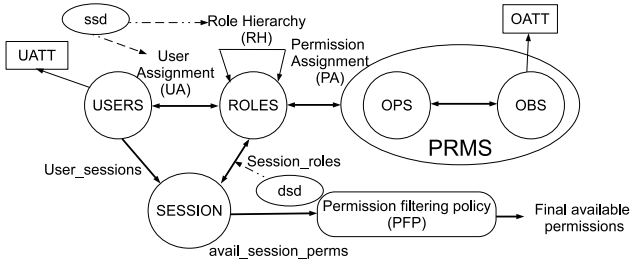 ssd
Role Hierarchy
(RH)
OATT
UATT
User
Assignment
(UA)
Permission
Assignment
(PA)
USERS
ROLES
OPS
OBS
PRMS
User_sessions
Session_roles
dsd
SESSION
Permission filtering policy
(PFP)
Final available
permissions
avail_session_perms